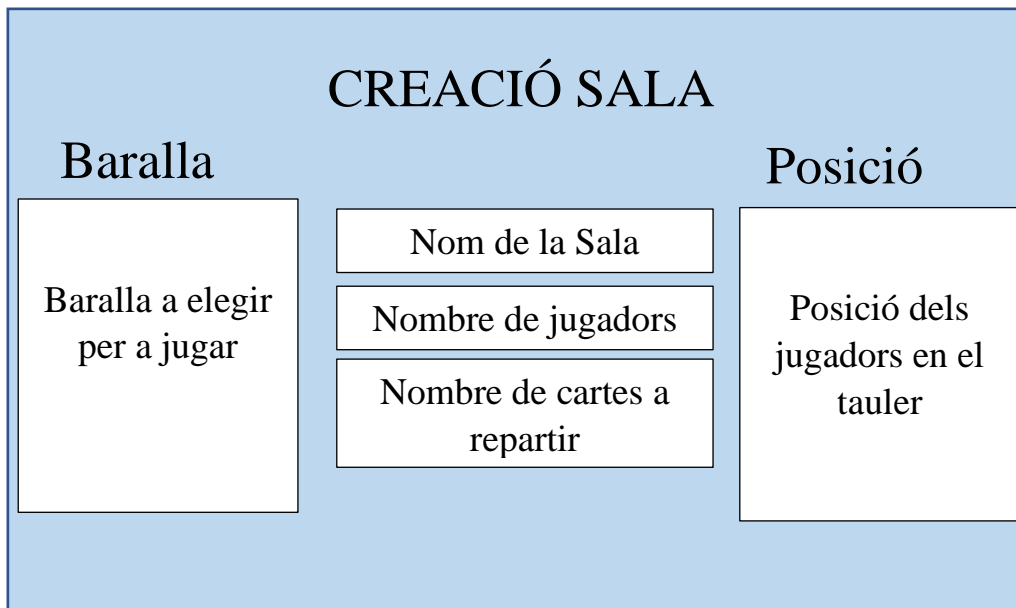 CREACIÓ SALA
Baralla
Baralla a elegir
per a jugar
Nom de la Sala
Nombre de jugadors
Nombre de cartes a
repartir
Posició
Posició dels
jugadors en el
tauler